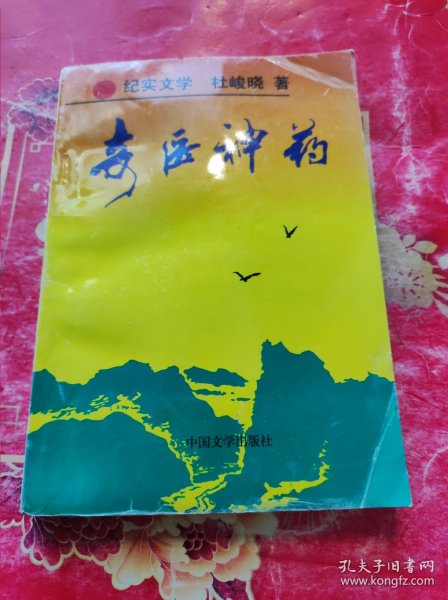 纪实文学 杜峻晓 著
奇医神药
中国文学出版社
孔夫子旧书网
www.kongfz.com